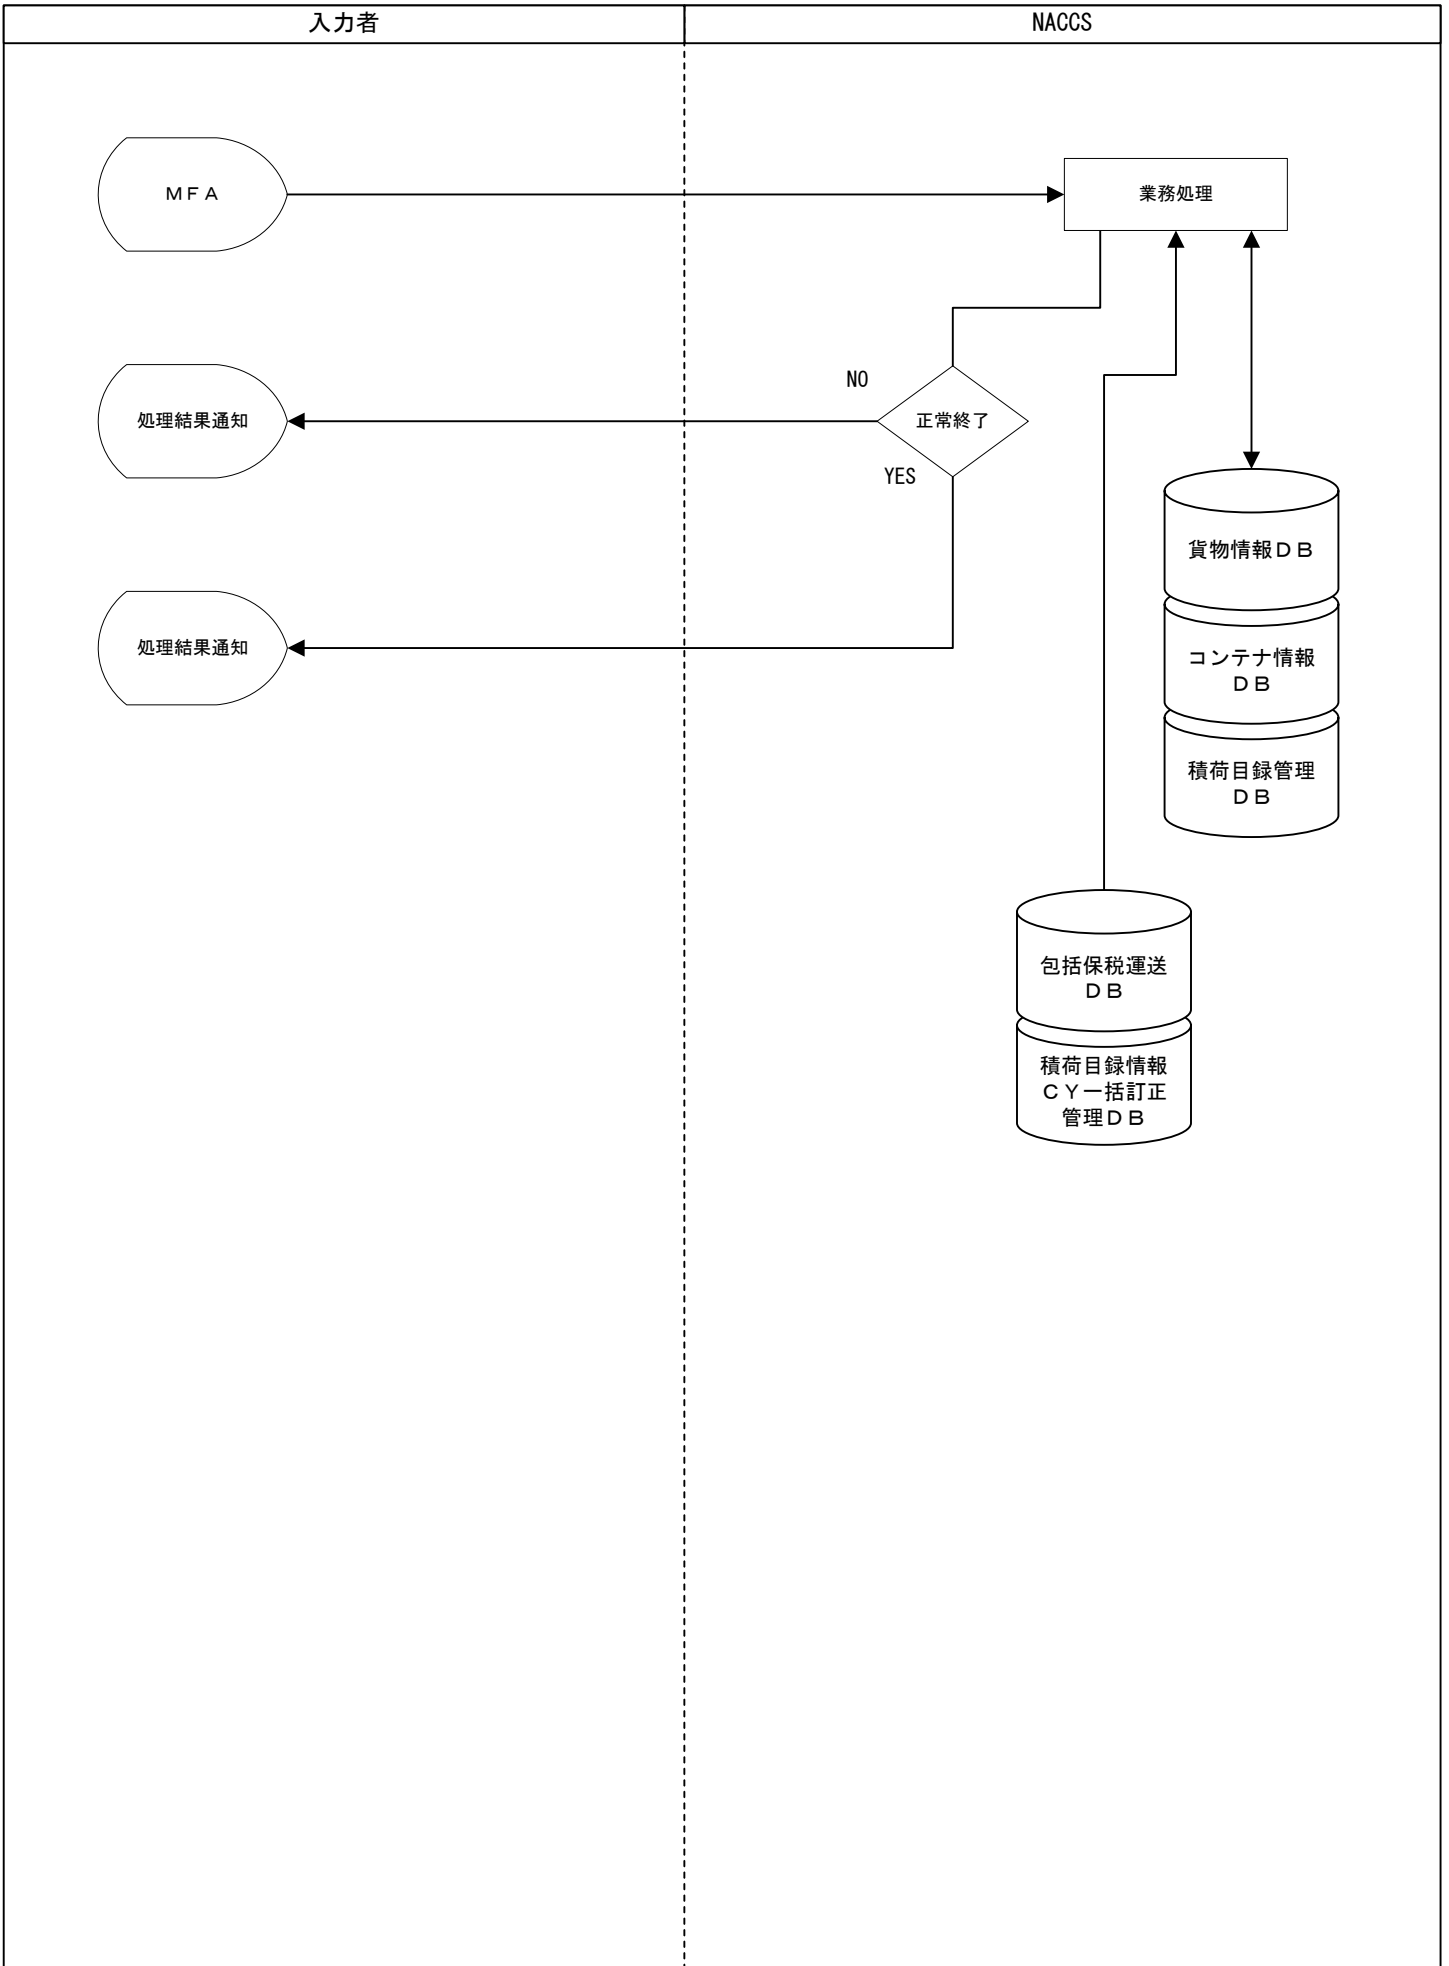 入力者
NACCS
ＭＦＡ
業務処理
NO
処理結果通知
正常終了
YES
貨物情報ＤＢ
処理結果通知
コンテナ情報
ＤＢ
積荷目録管理
ＤＢ
包括保税運送
ＤＢ
積荷目録情報
ＣＹ一括訂正
管理ＤＢ